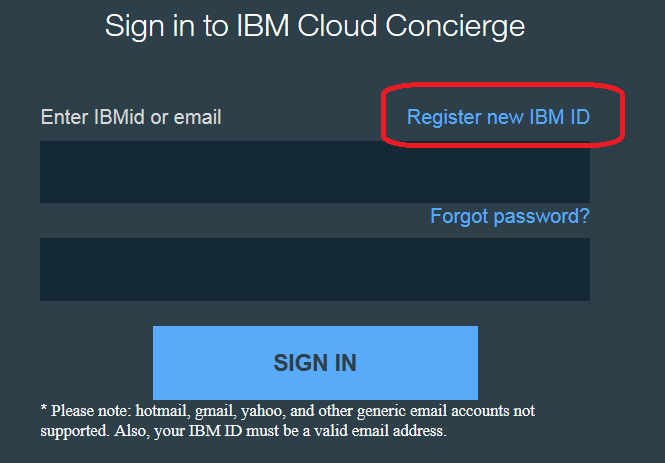 Sign in to IBM Cloud Concierge
Enter IBMid or email
Register new IBM ID
Forgot password?
SIGN IN
* Please note: hotmail, gmail, yahoo, and other generic email accounts not
supported. Also, your IBM ID must be a valid email address.